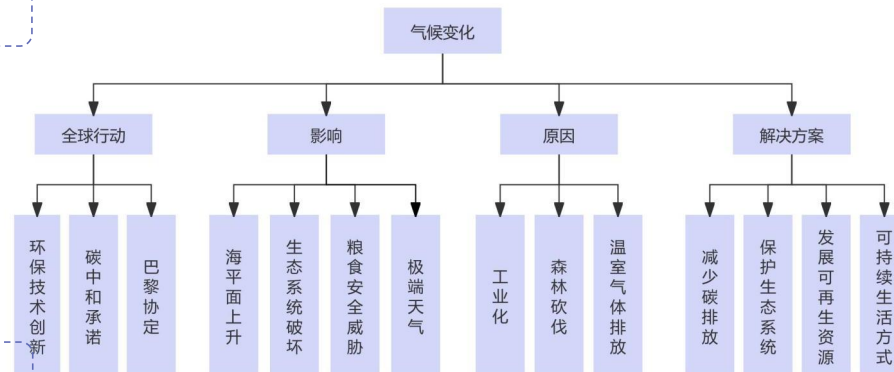 气候变化
全球行动
影响
原因
解决方案
环保技术创新
碳中和承诺
巴黎协定
海平面上升
生态系统破坏
粮食安全威胁
极端天气
工业化
森林砍伐
温室气体排放
减少碳排放
保护生态系统
发展可再生资源
可持续生活方式